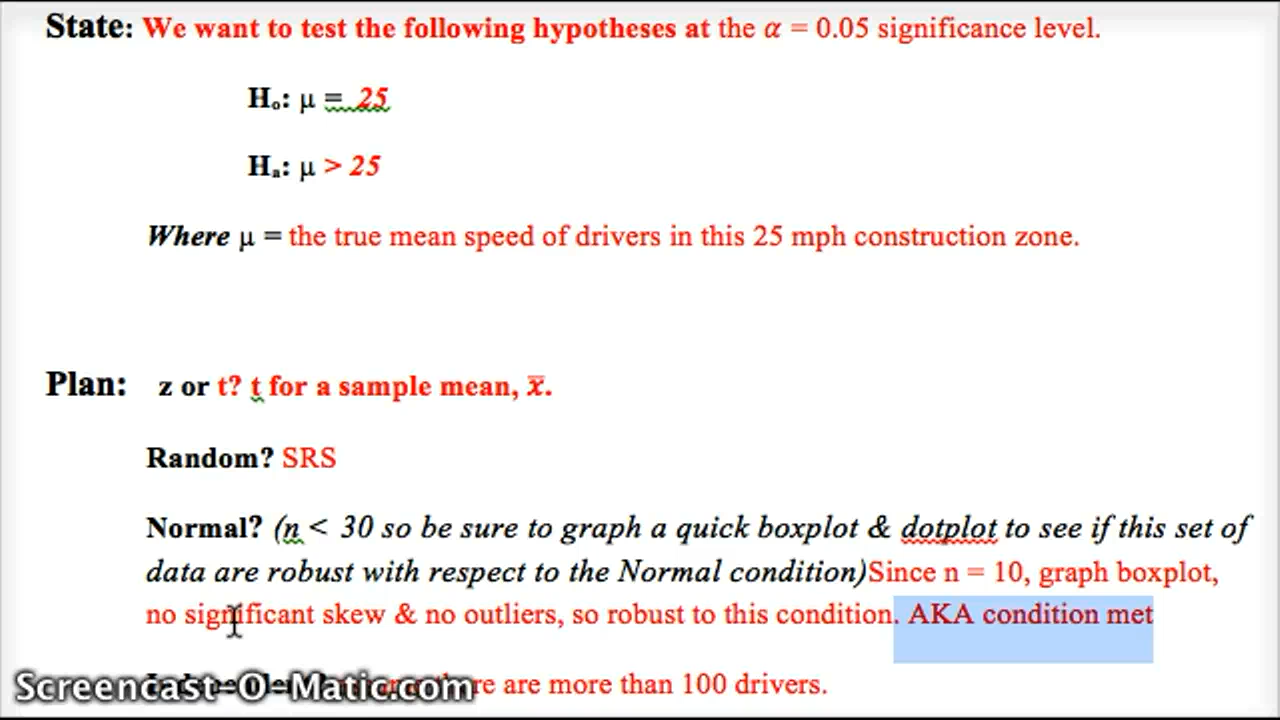 State: We want to test the following hypotheses at the α = 0.05 significance level.
Hₒ: μ = 25
Hₐ: μ > 25
Where μ = the true mean speed of drivers in this 25 mph construction zone.
Plan: z or t? t for a sample mean, x̅.
Random? SRS
Normal? (n < 30 so be sure to graph a quick boxplot & dotplot to see if this set of
data are robust with respect to the Normal condition)Since n = 10, graph boxplot,
no significant skew & no outliers, so robust to this condition. AKA condition met
are more than 100 drivers.
Screencast-O-Matic.com